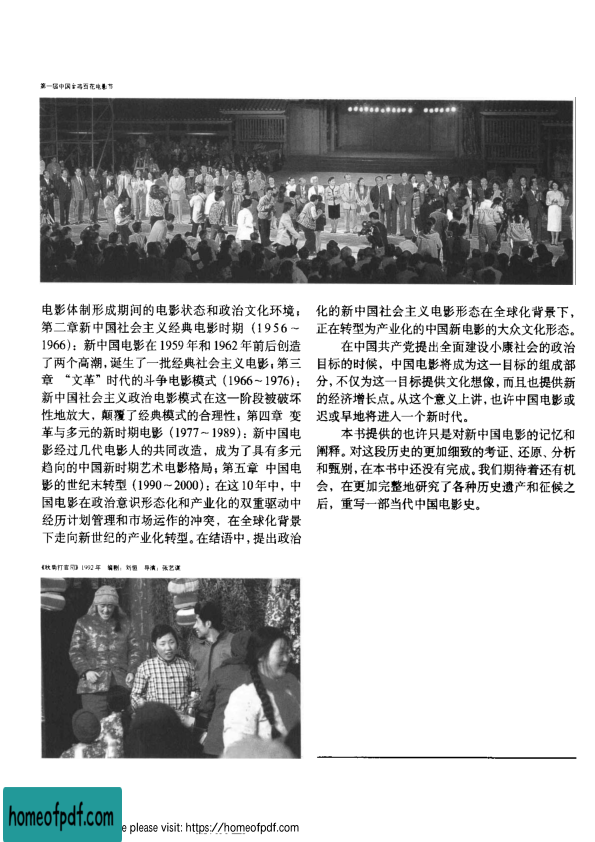 第一届中国金鸡百花电影节
电影体制形成期间的电影状态和政治文化环境；
第二章新中国社会主义经典电影时期（1956～
1966）：新中国电影在1959年和1962年前后创造
了两个高潮,诞生了一批经典社会主义电影；第三
章 “文革”时代的斗争电影模式（1966～1976）：
新中国社会主义政治电影模式在这一阶段被破坏
性地放大，颠覆了经典模式的合理性；第四章 变
革与多元的新时期电影（1977～1989）：新中国电
影经过几代电影人的共同改造，成为了具有多元
趋向的中国新时期艺术电影格局；第五章 中国电
影的世纪末转型（1990～2000）：在这10年中，中
国电影在政治意识形态化和产业化的双重驱动中
经历计划管理和市场运作的冲突，在全球化背景
下走向新世纪的产业化转型。在结语中，提出政治
《秋菊打官司》1992年 编剧：刘恒 导演：张艺谋
化的新中国社会主义电影形态在全球化背景下，
正在转型为产业化的中国新电影的大众文化形态。
在中国共产党提出全面建设小康社会的政治
目标的时候，中国电影将成为这一目标的组成部
分，不仅为这一目标提供文化想像，而且也提供新
的经济增长点。从这个意义上讲，也许中国电影或
迟或早地将进入一个新时代。
本书提供的也许只是对新中国电影的记忆和
阐释。对这段历史的更加细致的考证、还原、分析
和甄别，在本书中还没有完成。我们期待着还有机
会，在更加完整地研究了各种历史遗产和征候之
后，重写一部当代中国电影史。
homeofpdf.com
e please visit: https://homeofpdf.com